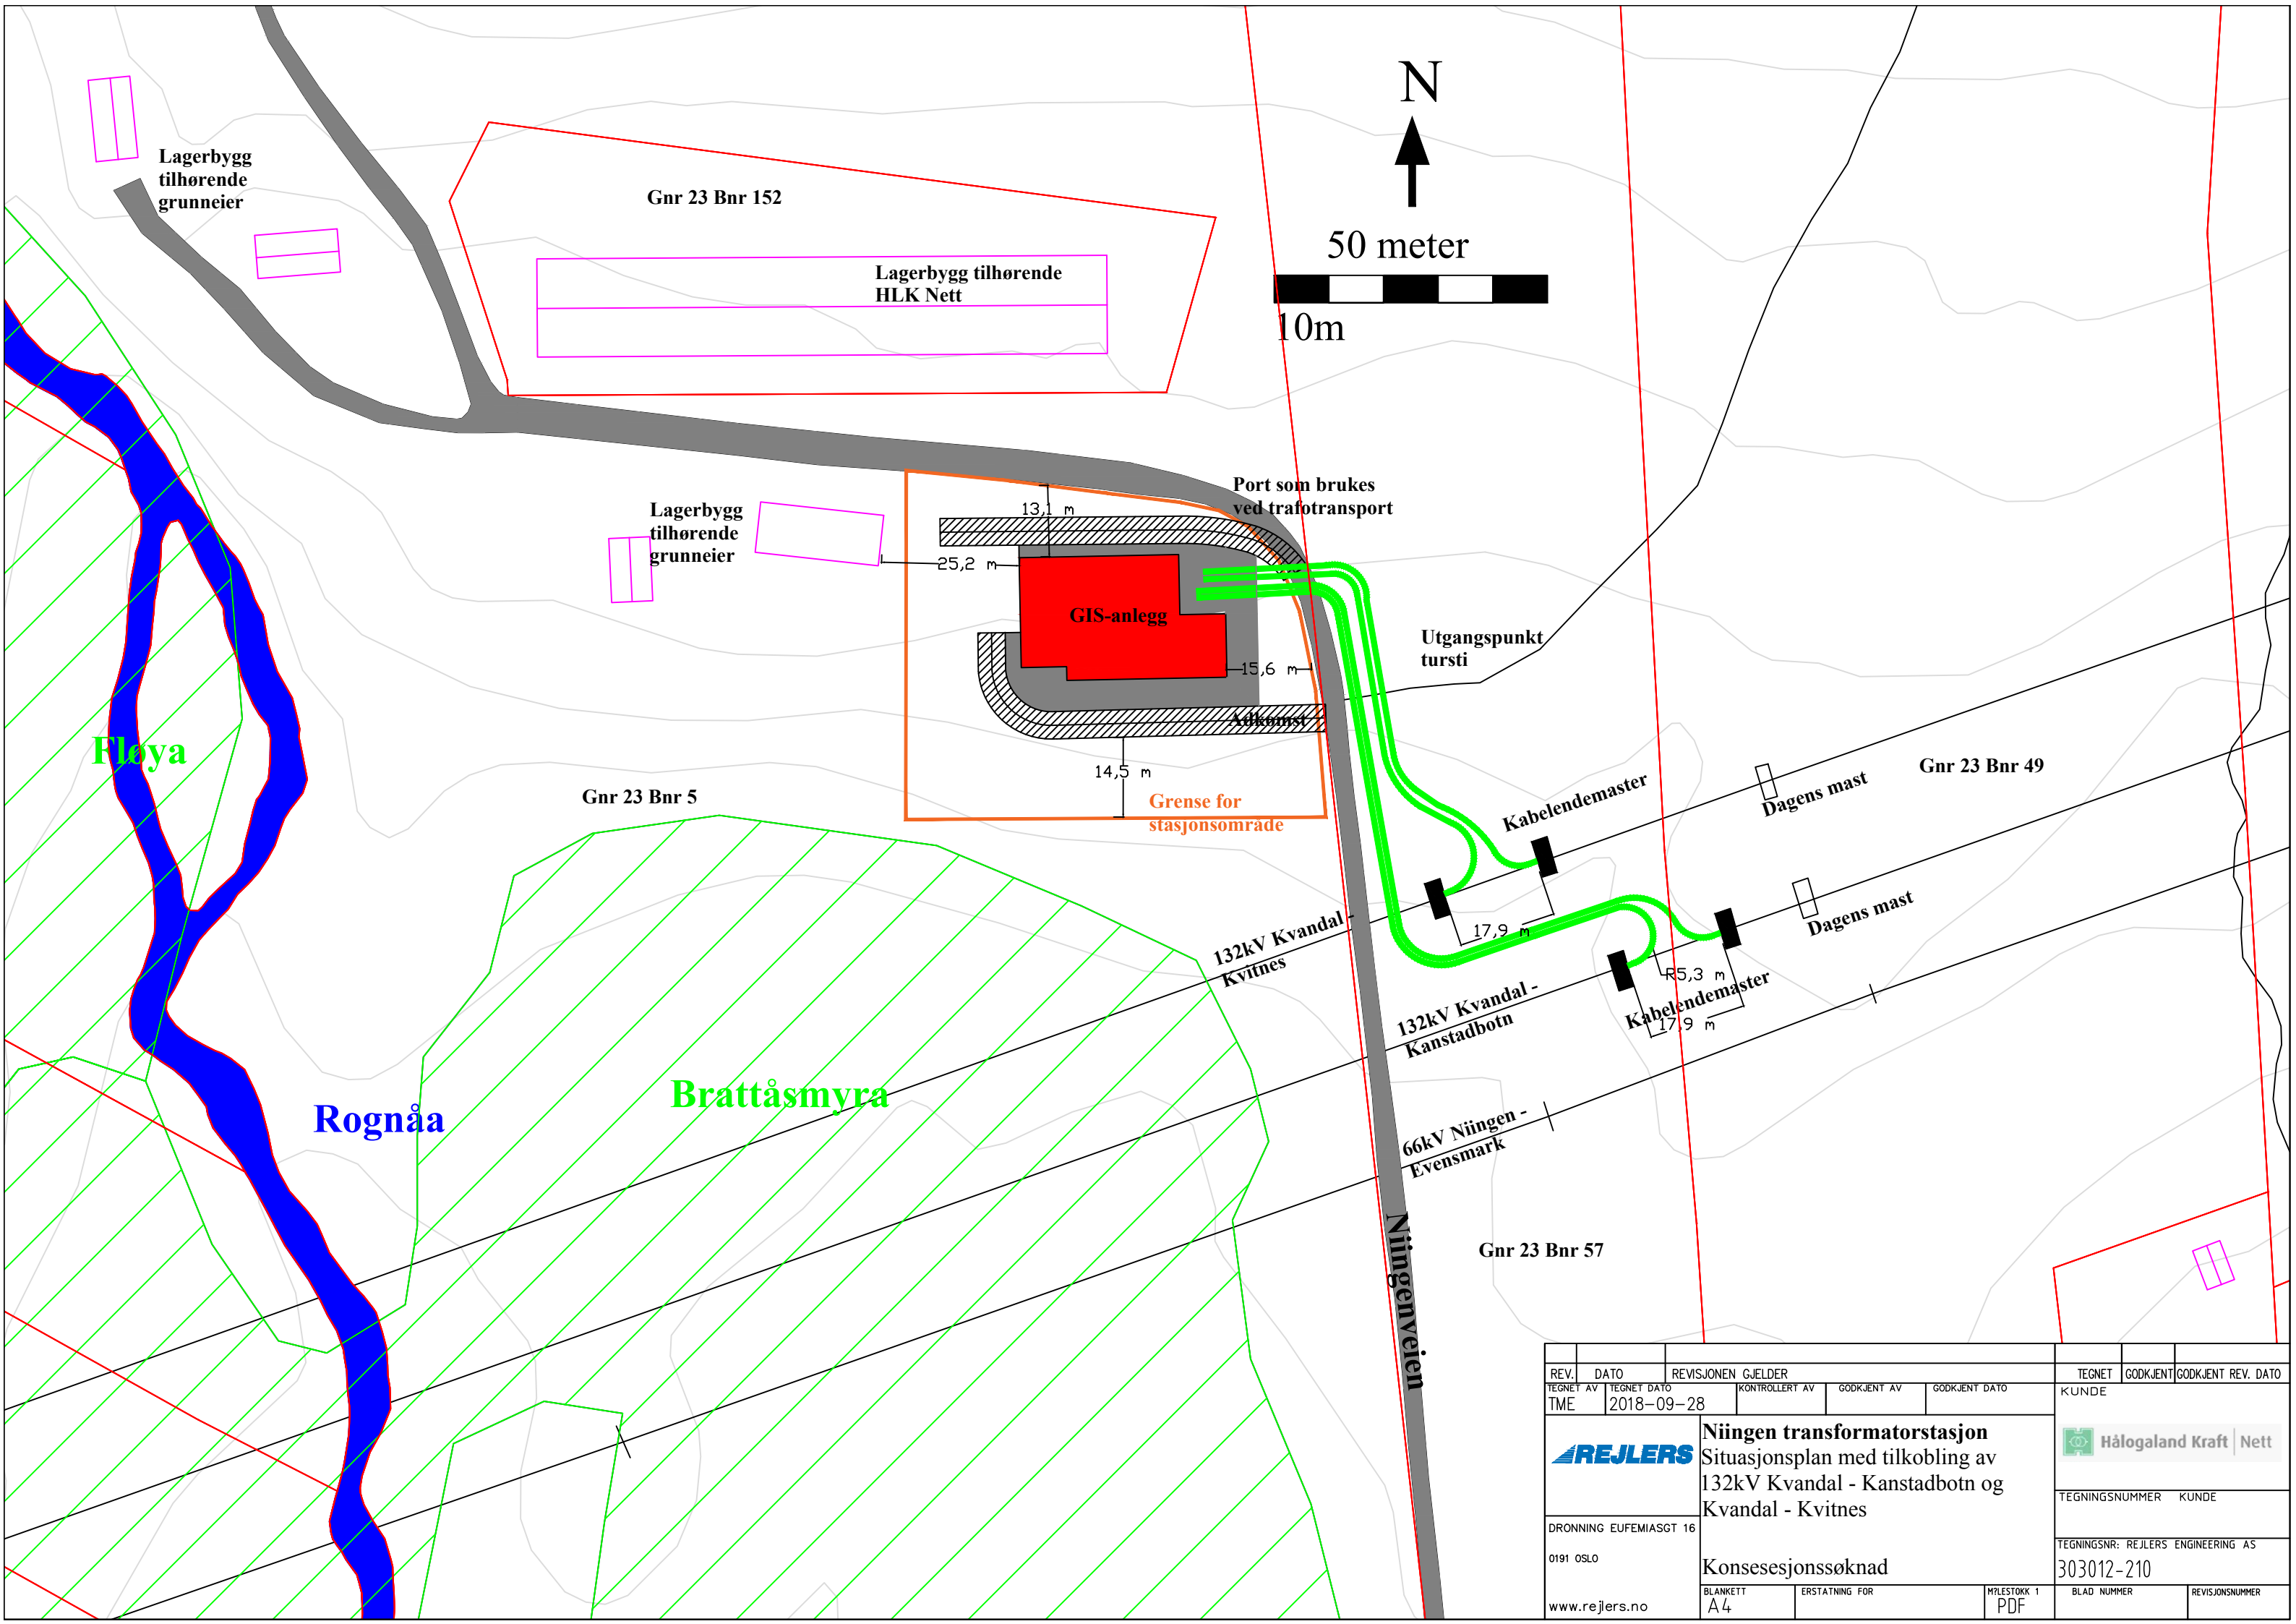 N
50 meter
10m
Lagerbygg
tilhørende
grunneier
Gnr 23 Bnr 152
Lagerbygg tilhørende
HLK Nett
Port som brukes
ved trafotransport
Lagerbygg
tilhørende
grunneier
13,1 m
25,2 m
GIS-anlegg
15,6 m
Utgangspunkt
tursti
Adkomst
14,5 m
Grense for
stasjonsområde
Fløya
Gnr 23 Bnr 5
Gnr 23 Bnr 49
Kabelendemaster
Dagens mast
Dagens mast
17,9 m
R5,3 m
Kabelendemaster
17,9 m
132kV Kvandal -
Kvitnes
132kV Kvandal -
Kanstadbotn
66kV Niingen -
Evensmark
Brattåsmyra
Rognåa
Niingenveien
Gnr 23 Bnr 57
REV. DATO REVISJONEN GJELDER TEGNET GODKJENT GODKJENT REV. DATO
TEGNET AV TEGNET DATO KONTROLLERT AV GODKJENT AV GODKJENT DATO KUNDE
TME 2018-09-28
REJLERS
Niingen transformatorstasjon
Situasjonsplan med tilkobling av
132kV Kvandal - Kanstadbotn og
Kvandal - Kvitnes
Konsesesjonssøknad
Hålogaland Kraft | Nett
TEGNINGSNUMMER KUNDE
DRONNING EUFEMIASGT 16
0191 OSLO
www.rejlers.no
TEGNINGSNR: REJLERS ENGINEERING AS
303012-210
BLANKETT ERSTATNING FOR M?LESTOKK 1 BLAD NUMMER REVISJONSNUMMER
A4 PDF